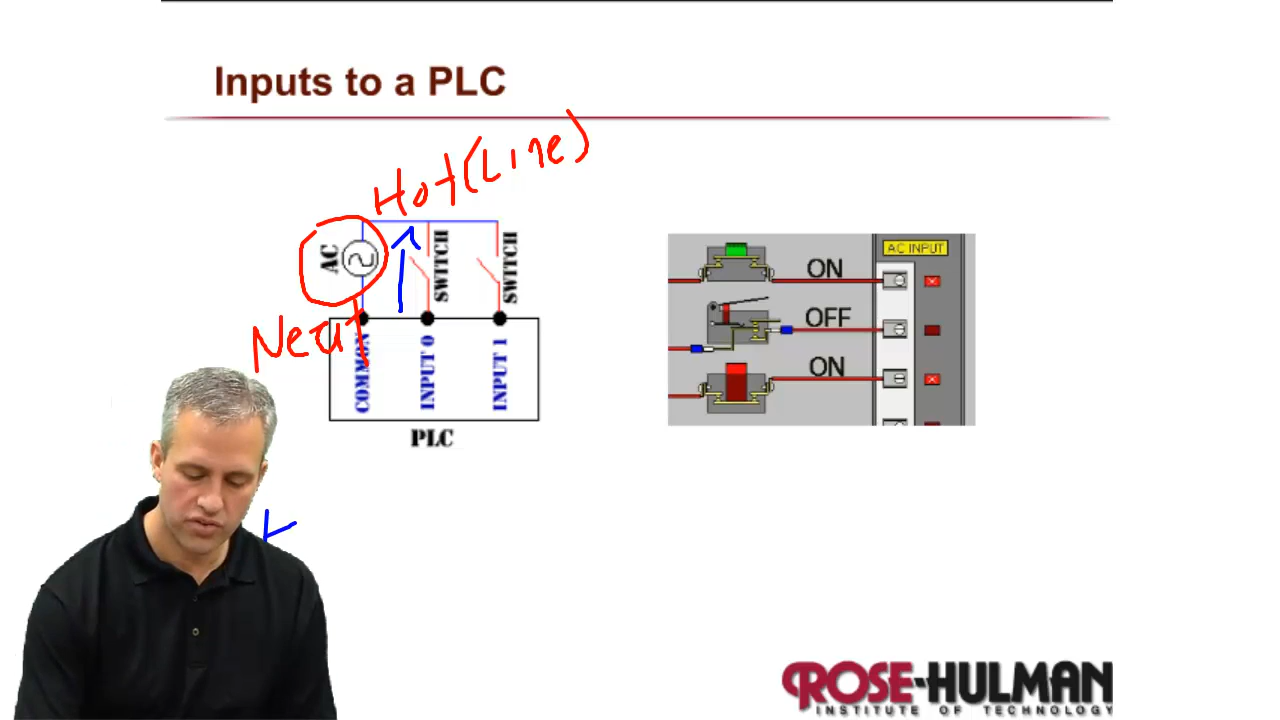 Inputs to a PLC
Hot (Line)
AC
SWITCH
SWITCH
Neut
COMMON
INPUT 0
INPUT 1
PLC
AC INPUT
ON
OFF
ON
ROSE-HULMAN
INSTITUTE OF TECHNOLOGY